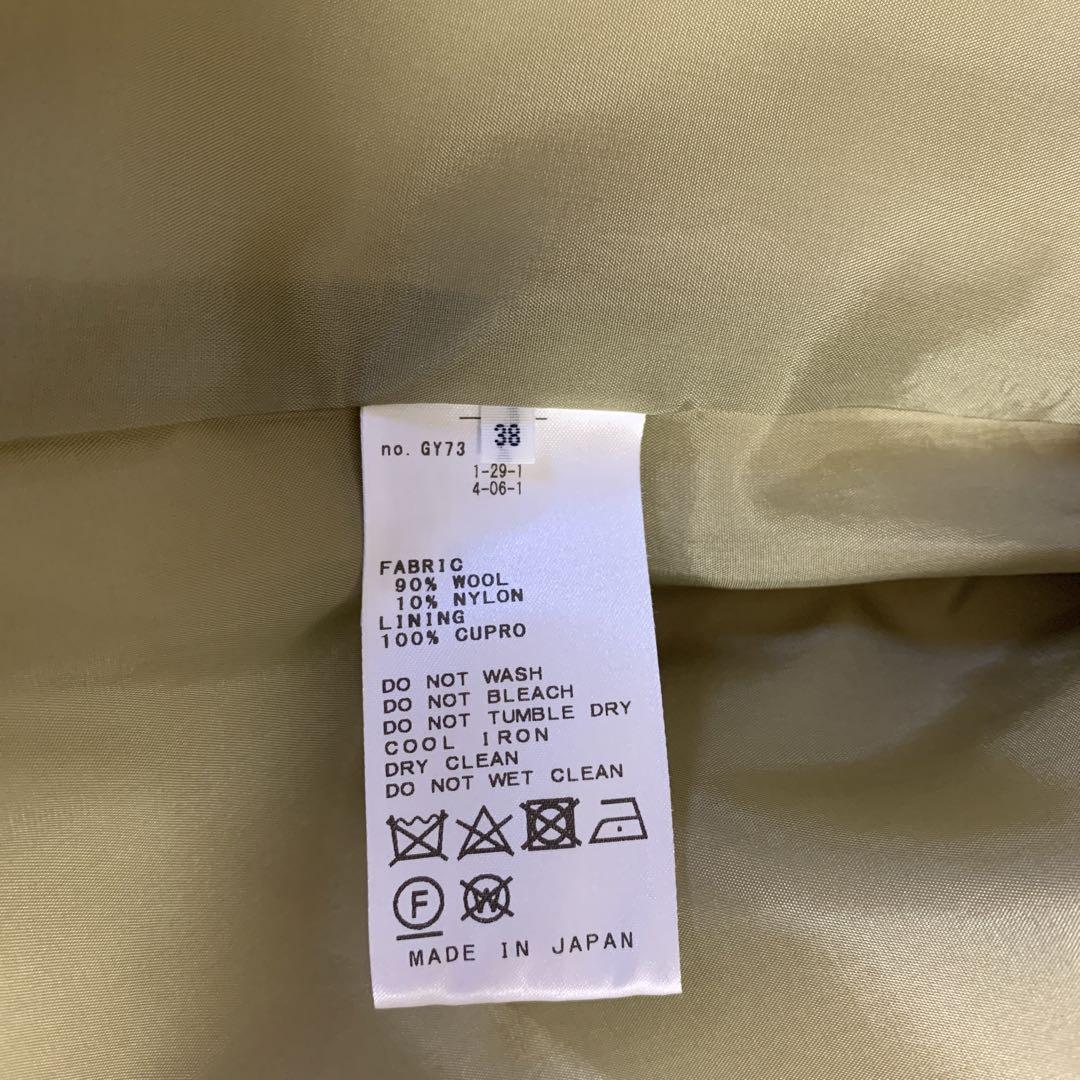 38
no. GY73
1-29-1
4-06-1
FABRIC
90% WOOL
10% NYLON
LINING
100% CUPRO
DO NOT WASH
DO NOT BLEACH
DO NOT TUMBLE DRY
COOL IRON
DRY CLEAN
DO NOT WET CLEAN
F W
MADE IN JAPAN